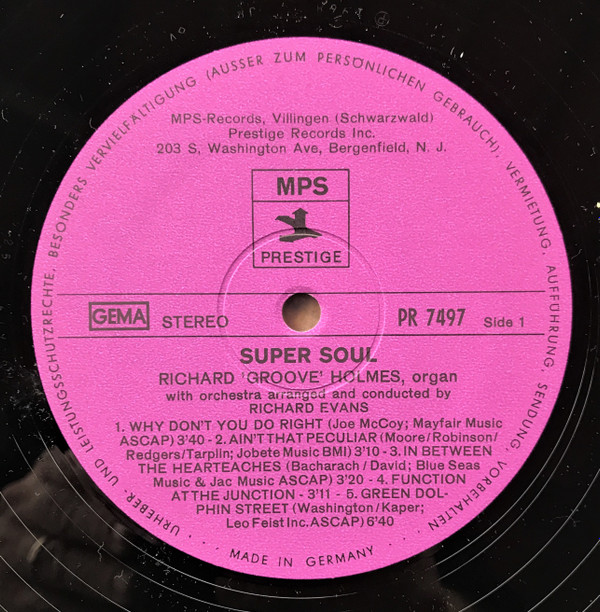 URHEBER- UND LEISTUNGSSCHUTZRECHTE, BESONDERS VERVIELFÄLTIGUNG (AUSSER ZUM PERSÖNLICHEN GEBRAUCH), VERMIETUNG, AUFFÜHRUNG, SENDUNG, VORBEHALTEN
MPS-Records, Villingen (Schwarzwald)
Prestige Records Inc.
203 S, Washington Ave, Bergenfield, N. J.
MPS
PRESTIGE
GEMA STEREO PR 7497 Side 1
SUPER SOUL
RICHARD 'GROOVE' HOLMES, organ
with orchestra arranged and conducted by
RICHARD EVANS
1. WHY DON'T YOU DO RIGHT (Joe McCoy; Mayfair Music
ASCAP) 3'40 - 2. AIN'T THAT PECULIAR (Moore/Robinson/
Redgers/Tarplin; Jobete Music BMI) 3'10 - 3. IN BETWEEN
THE HEARTEACHES (Bacharach/David; Blue Seas
Music & Jac Music ASCAP) 3'20 - 4. FUNCTION
AT THE JUNCTION - 3'11 - 5. GREEN DOL-
PHIN STREET (Washington/Kaper;
Leo Feist Inc. ASCAP) 6'40
... MADE IN GERMANY ...